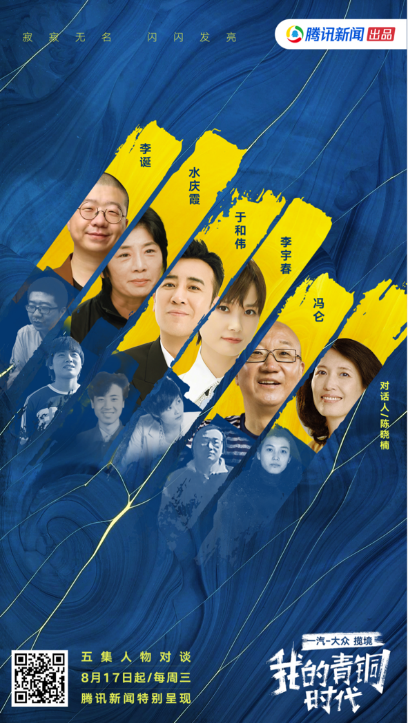 腾讯新闻 出品
寂寂无名 闪闪发亮
李诞
水庆霞
于和伟
李宇春
冯仑
对话人/陈晓楠
一汽-大众 揽境
我的青铜时代
五集人物对谈
8月17日起/每周三
腾讯新闻特别呈现